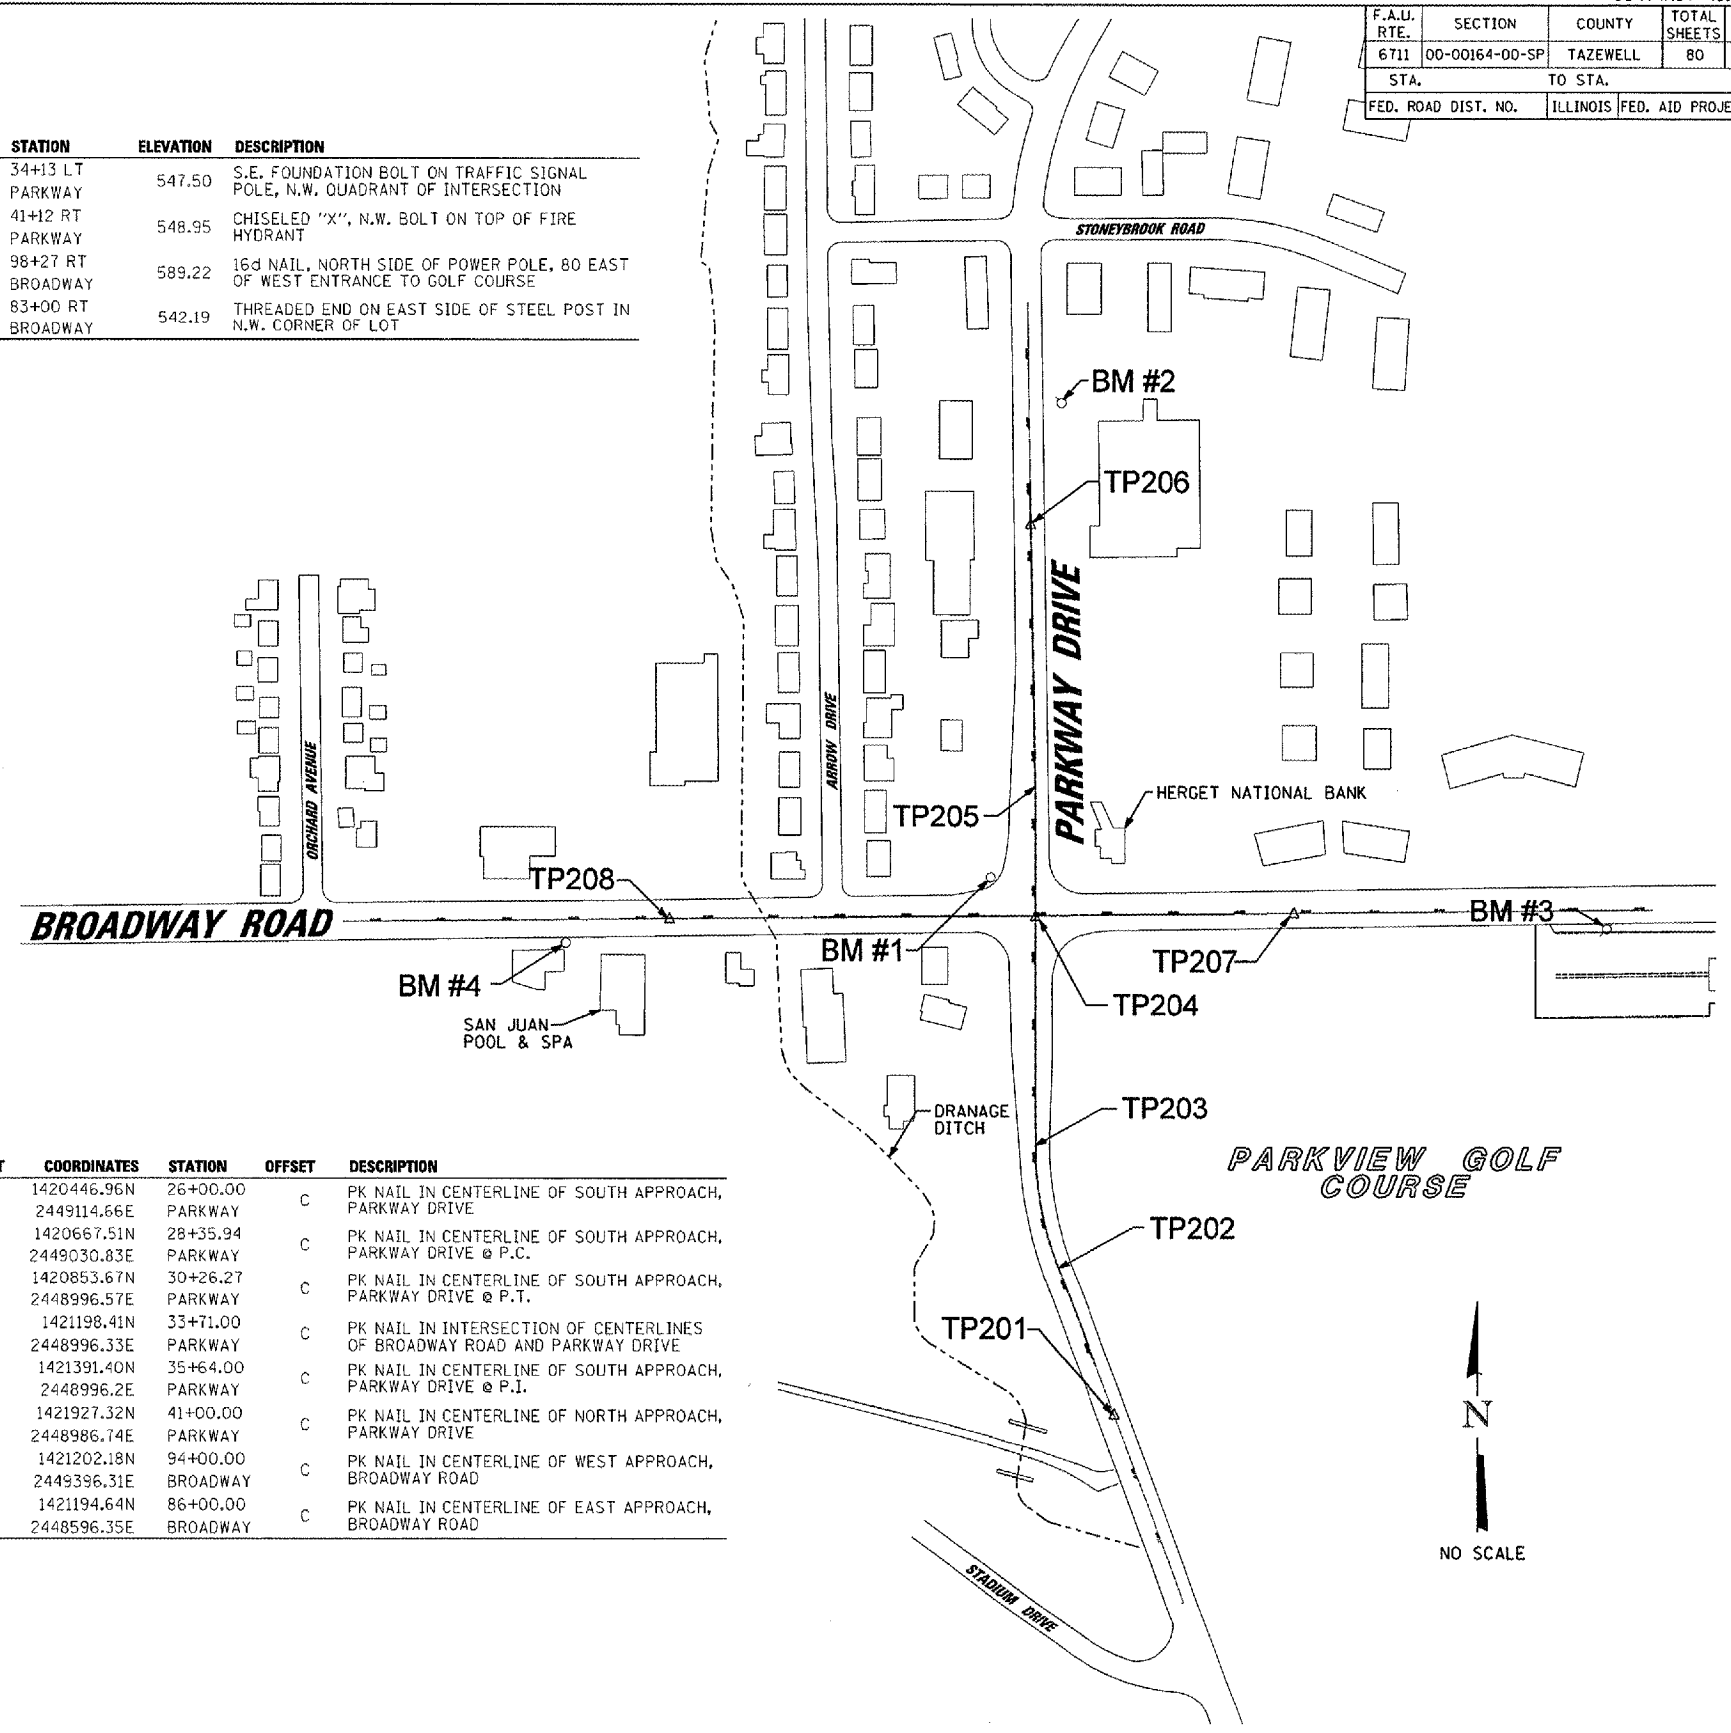 F.A.U. RTE. SECTION COUNTY TOTAL SHEETS
6711 00-00164-00-SP TAZEWELL 80
STA. TO STA.
FED. ROAD DIST. NO. ILLINOIS FED. AID PROJE
STATION ELEVATION DESCRIPTION
34+13 LT PARKWAY 547.50 S.E. FOUNDATION BOLT ON TRAFFIC SIGNAL
POLE, N.W. QUADRANT OF INTERSECTION
41+12 RT PARKWAY 548.95 CHISELED "X", N.W. BOLT ON TOP OF FIRE
HYDRANT
98+27 RT BROADWAY 589.22 16d NAIL, NORTH SIDE OF POWER POLE, 80 EAST
OF WEST ENTRANCE TO GOLF COURSE
83+00 RT BROADWAY 542.19 THREADED END ON EAST SIDE OF STEEL POST IN
N.W. CORNER OF LOT
STONEYBROOK ROAD
BM #2
TP206
PARKWAY DRIVE
ARROW DRIVE
ORCHARD AVENUE
HERGET NATIONAL BANK
TP205
TP208
BROADWAY ROAD
BM #3
BM #1
TP207
BM #4
TP204
SAN JUAN
POOL & SPA
TP203
DRANAGE
DITCH
PARKVIEW GOLF
COURSE
TP202
TP201
T COORDINATES STATION OFFSET DESCRIPTION
1420446.96N 26+00.00 C PK NAIL IN CENTERLINE OF SOUTH APPROACH,
2449114.66E PARKWAY PARKWAY DRIVE
1420667.51N 28+35.94 C PK NAIL IN CENTERLINE OF SOUTH APPROACH,
2449030.83E PARKWAY PARKWAY DRIVE @ P.C.
1420853.67N 30+26.27 C PK NAIL IN CENTERLINE OF SOUTH APPROACH,
2448996.57E PARKWAY PARKWAY DRIVE @ P.T.
1421198.41N 33+71.00 C PK NAIL IN INTERSECTION OF CENTERLINES
2448996.33E PARKWAY OF BROADWAY ROAD AND PARKWAY DRIVE
1421391.40N 35+64.00 C PK NAIL IN CENTERLINE OF SOUTH APPROACH,
2448996.2E PARKWAY PARKWAY DRIVE @ P.I.
1421927.32N 41+00.00 C PK NAIL IN CENTERLINE OF NORTH APPROACH,
2448986.74E PARKWAY PARKWAY DRIVE
1421202.18N 94+00.00 C PK NAIL IN CENTERLINE OF WEST APPROACH,
2449396.31E BROADWAY BROADWAY ROAD
1421194.64N 86+00.00 C PK NAIL IN CENTERLINE OF EAST APPROACH,
2448596.35E BROADWAY BROADWAY ROAD
N
NO SCALE
STADIUM DRIVE